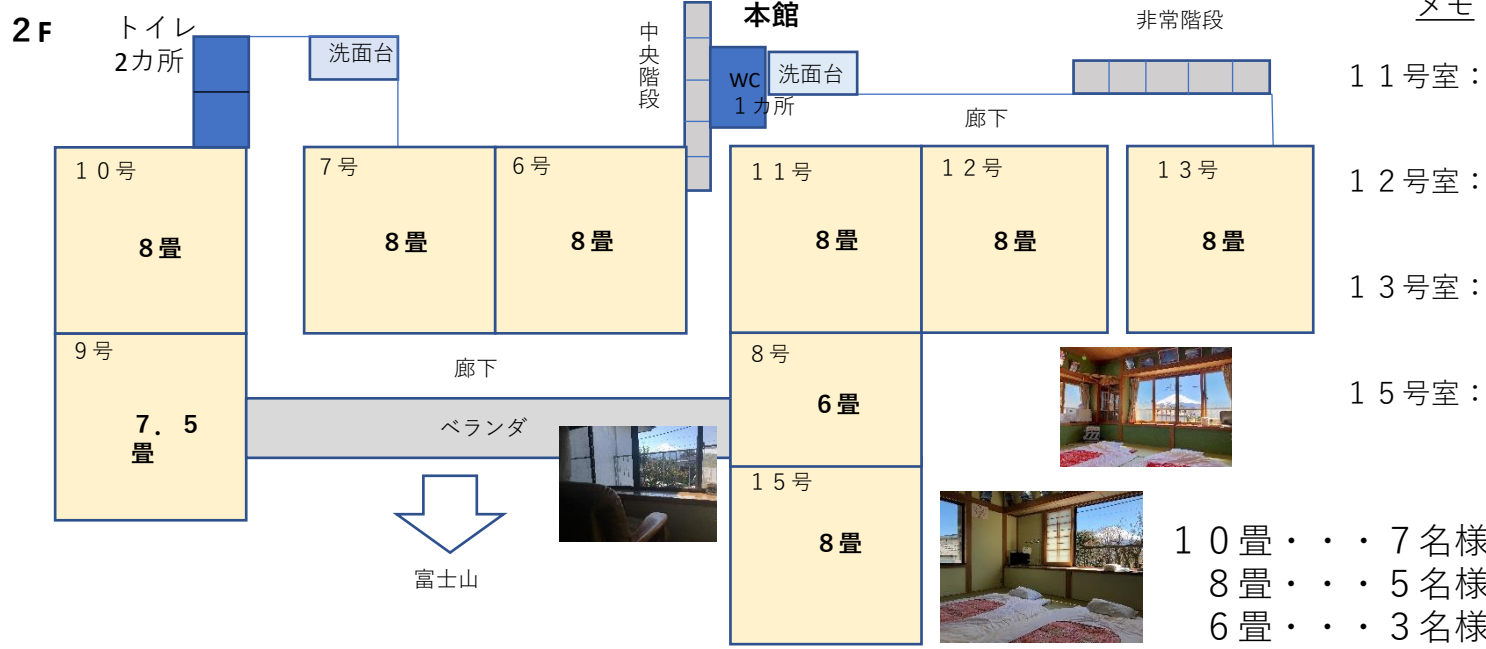 ２F
トイレ
2カ所
洗面台
中央階段
本館
WC
１カ所
洗面台
非常階段
廊下
メモ
１１号室：
１２号室：
１３号室：
１５号室：
１０号
８畳
７号
８畳
６号
８畳
１１号
８畳
１２号
８畳
１３号
８畳
９号
７．５
畳
廊下
ベランダ
富士山
８号
６畳
１５号
８畳
１０畳・・・７名様
８畳・・・５名様
６畳・・・３名様